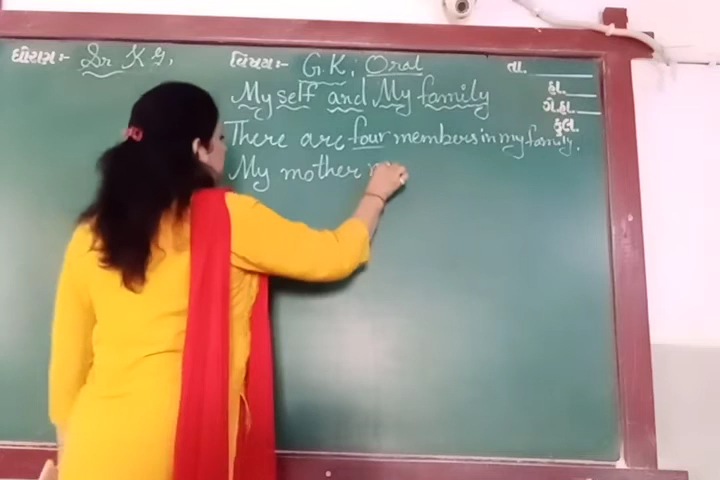 ધોરણ:- Sr K.G.
વિષય:- G.K; Oral
તા.
My self and My family
હા.
ગે.હા.
કુલ.
There are four members in my family.
My mother